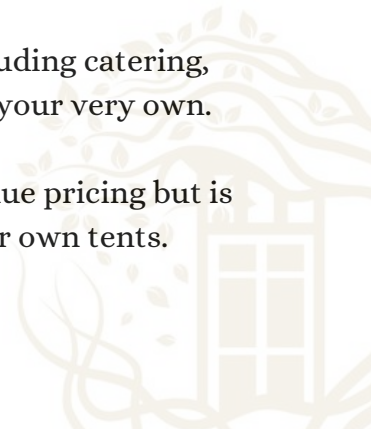 uding catering,
your very own.
ue pricing but is
r own tents.